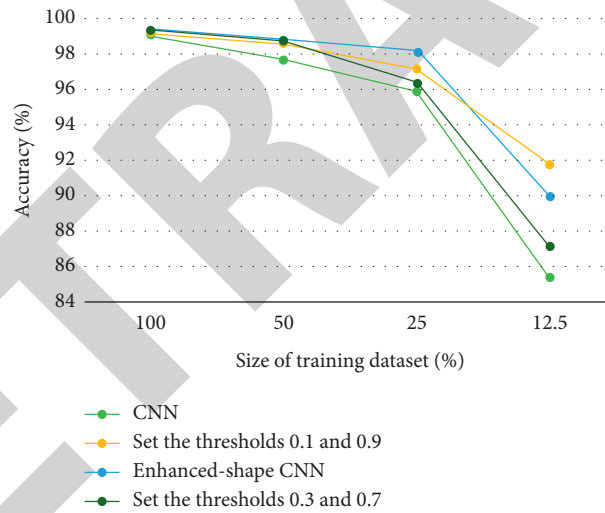 100
98
96
94
92
90
88
86
84
Accuracy (%)
100 50 25 12.5
Size of training dataset (%)
CNN
Set the thresholds 0.1 and 0.9
Enhanced-shape CNN
Set the thresholds 0.3 and 0.7
ETRA